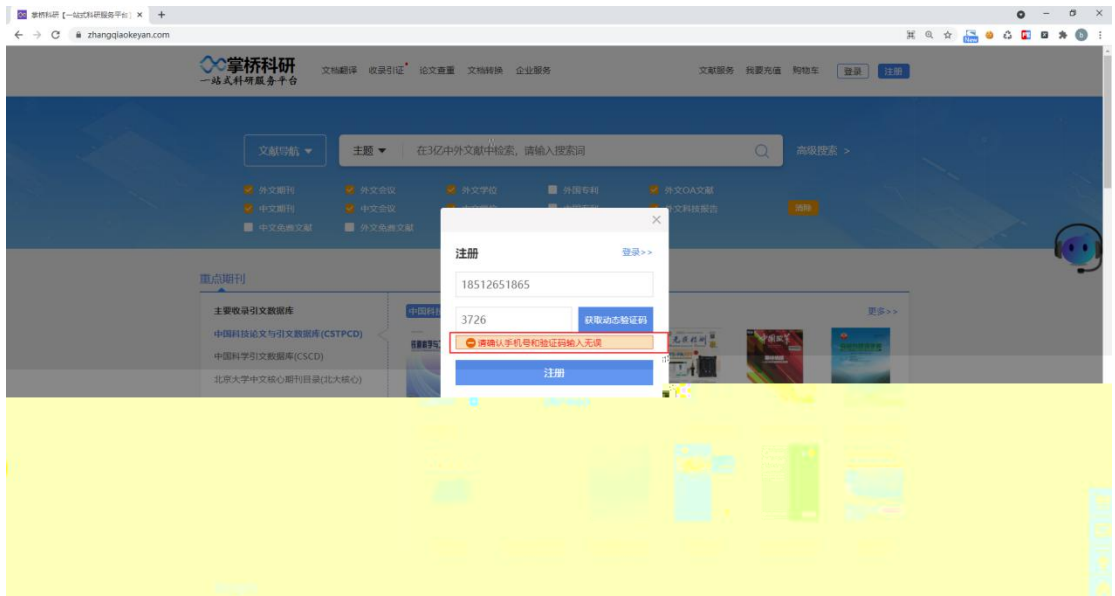 掌桥科研【一站式科研服务平台】
zhangqiaokeyan.com
New
掌桥科研
一站式科研服务平台
文档翻译 收录引证 论文查重 文档转换 企业服务
文献服务 我要充值 购物车 登录 注册
文献导航 主题 在3亿中外文献中检索，请输入搜索词 高级搜索 >
外文期刊 外文会议 外文学位 外国专利 外文OA文献
中文期刊 中文会议 外文科技报告 清除
中文免费文献 外文免费文献
注册 登录>>
18512651865
3726 获取动态验证码
请确认手机号和验证码输入无误
注册
重点期刊
主要收录引文数据库 中国科技 更多>>
中国科技论文与引文数据库(CSTPCD)
中国科学引文数据库(CSCD)
北京大学中文核心期刊目录(北大核心)